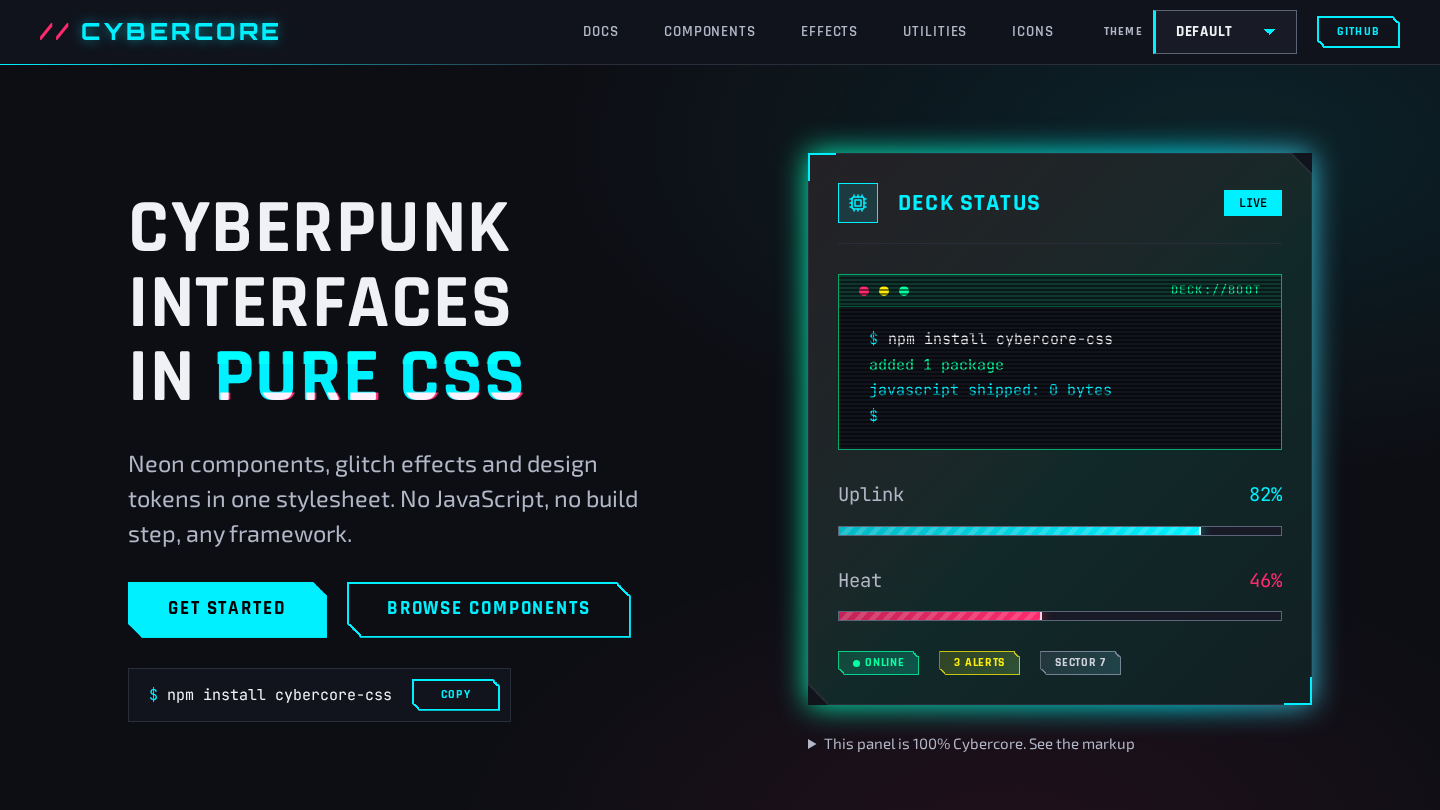 // CYBERCORE
DOCS COMPONENTS EFFECTS UTILITIES ICONS THEME DEFAULT GITHUB
CYBERPUNK
INTERFACES
IN PURE CSS
Neon components, glitch effects and design
tokens in one stylesheet. No JavaScript, no build
step, any framework.
GET STARTED BROWSE COMPONENTS
$ npm install cybercore-css COPY
DECK STATUS LIVE
DECK://BOOT
$ npm install cybercore-css
added 1 package
javascript shipped: 0 bytes
$
Uplink 82%
Heat 46%
ONLINE 3 ALERTS SECTOR 7
This panel is 100% Cybercore. See the markup